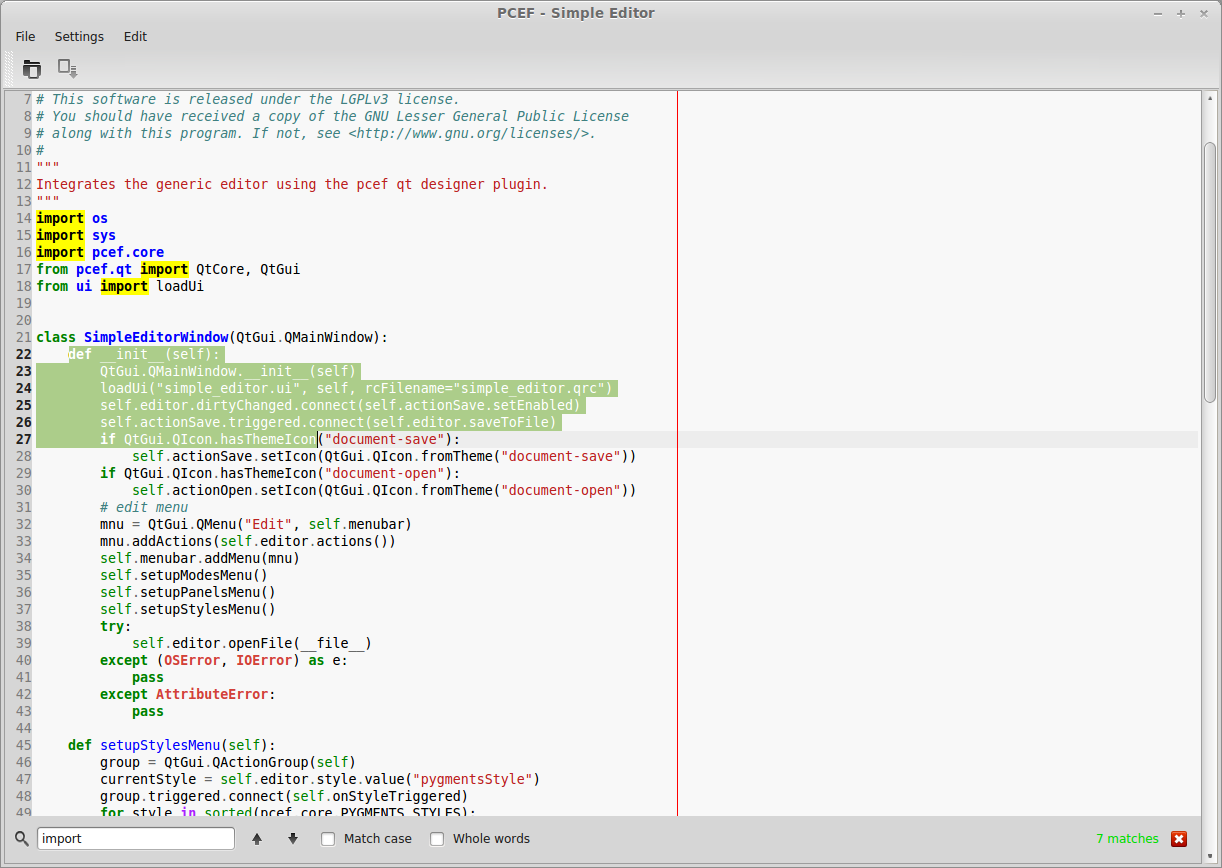 PCEF - Simple Editor
File Settings Edit
7 # This software is released under the LGPLv3 license.
8 # You should have received a copy of the GNU Lesser General Public License
9 # along with this program. If not, see <http://www.gnu.org/licenses/>.
10 #
11 """
12 Integrates the generic editor using the pcef qt designer plugin.
13 """
14 import os
15 import sys
16 import pcef.core
17 from pcef.qt import QtCore, QtGui
18 from ui import loadUi
19
20
21 class SimpleEditorWindow(QtGui.QMainWindow):
22     def __init__(self):
23         QtGui.QMainWindow.__init__(self)
24         loadUi("simple_editor.ui", self, rcFilename="simple_editor.qrc")
25         self.editor.dirtyChanged.connect(self.actionSave.setEnabled)
26         self.actionSave.triggered.connect(self.editor.saveToFile)
27         if QtGui.QIcon.hasThemeIcon("document-save"):
28             self.actionSave.setIcon(QtGui.QIcon.fromTheme("document-save"))
29         if QtGui.QIcon.hasThemeIcon("document-open"):
30             self.actionOpen.setIcon(QtGui.QIcon.fromTheme("document-open"))
31         # edit menu
32         mnu = QtGui.QMenu("Edit", self.menubar)
33         mnu.addActions(self.editor.actions())
34         self.menubar.addMenu(mnu)
35         self.setupModesMenu()
36         self.setupPanelsMenu()
37         self.setupStylesMenu()
38         try:
39             self.editor.openFile(__file__)
40         except (OSError, IOError) as e:
41             pass
42         except AttributeError:
43             pass
44
45     def setupStylesMenu(self):
46         group = QtGui.QActionGroup(self)
47         currentStyle = self.editor.style.value("pygmentsStyle")
48         group.triggered.connect(self.onStyleTriggered)
49         for style in sorted(pcef.core.PYGMENTS_STYLES):
import Match case Whole words 7 matches